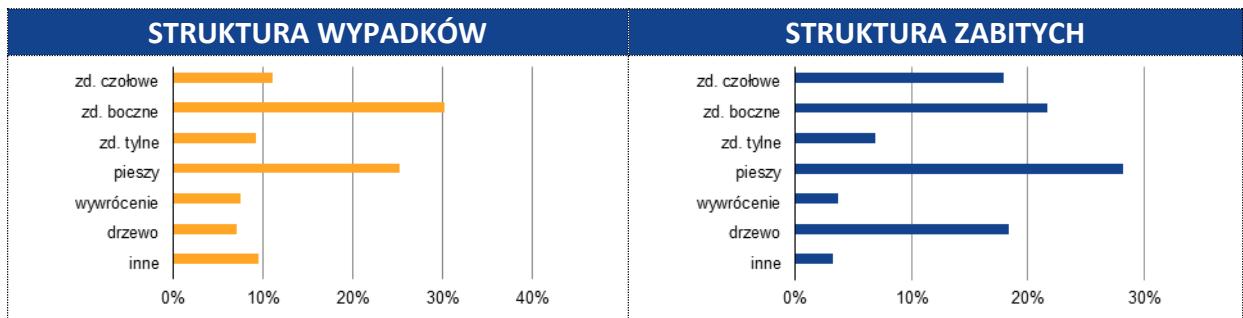 STRUKTURA WYPADKÓW
zd. czołowe
zd. boczne
zd. tylne
pieszy
wywrócenie
drzewo
inne
0% 10% 20% 30% 40%
STRUKTURA ZABITYCH
zd. czołowe
zd. boczne
zd. tylne
pieszy
wywrócenie
drzewo
inne
0% 10% 20% 30%